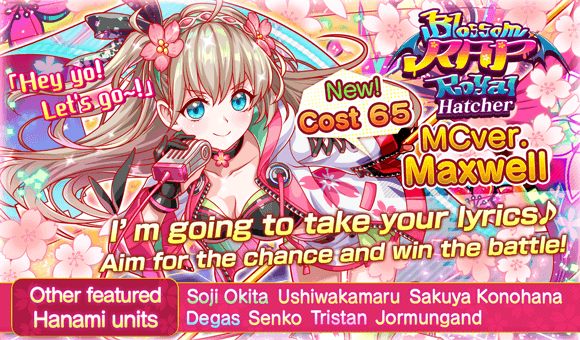 「Hey yo!
Let's go~!」
Blossom
RAP
Royal
Hatcher
New!
Cost 65
MCver.
Maxwell
I'm going to take your lyrics♪
Aim for the chance and win the battle!
Other featured
Hanami units
Soji Okita Ushiwakamaru Sakuya Konohana
Degas Senko Tristan Jormungand